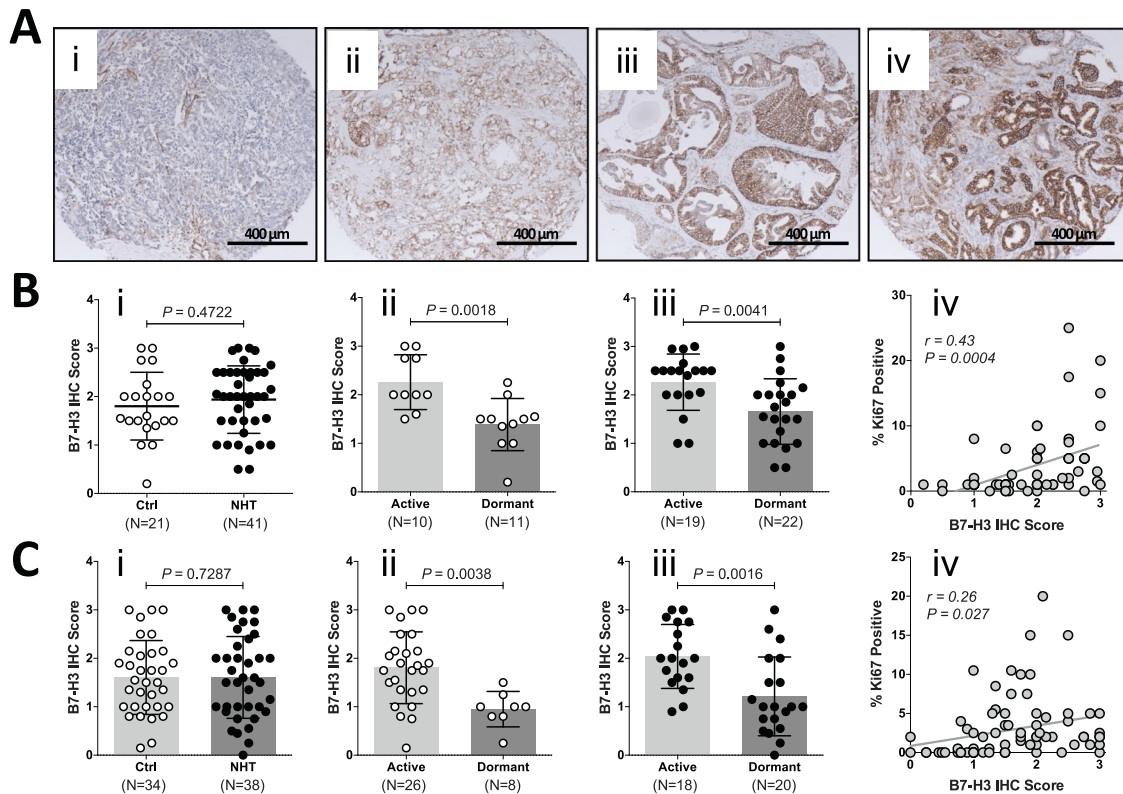 A
i
ii
iii
iv
400 µm
400 µm
400 µm
400 µm
B
i
P = 0.4722
B7-H3 IHC Score
4
3
2
1
0
Ctrl
NHT
(N=21)
(N=41)
ii
P = 0.0018
B7-H3 IHC Score
4
3
2
1
0
Active
Dormant
(N=10)
(N=11)
iii
P = 0.0041
B7-H3 IHC Score
4
3
2
1
0
Active
Dormant
(N=19)
(N=22)
iv
r = 0.43
P = 0.0004
% Ki67 Positive
30
20
10
0
0 1 2 3
B7-H3 IHC Score
C
i
P = 0.7287
B7-H3 IHC Score
4
3
2
1
0
Ctrl
NHT
(N=34)
(N=38)
ii
P = 0.0038
B7-H3 IHC Score
4
3
2
1
0
Active
Dormant
(N=26)
(N=8)
iii
P = 0.0016
B7-H3 IHC Score
4
3
2
1
0
Active
Dormant
(N=18)
(N=20)
iv
r = 0.26
P = 0.027
% Ki67 Positive
25
20
15
10
5
0
0 1 2 3
B7-H3 IHC Score